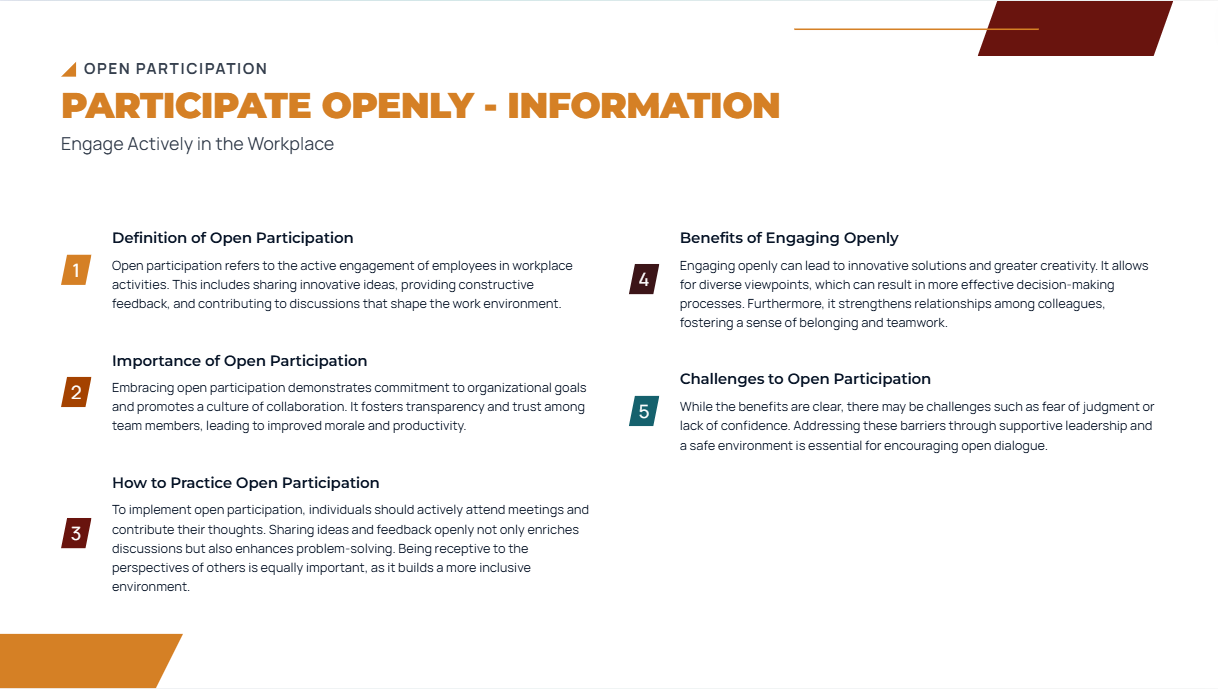 OPEN PARTICIPATION
PARTICIPATE OPENLY - INFORMATION
Engage Actively in the Workplace
1
Definition of Open Participation
Open participation refers to the active engagement of employees in workplace
activities. This includes sharing innovative ideas, providing constructive
feedback, and contributing to discussions that shape the work environment.
2
Importance of Open Participation
Embracing open participation demonstrates commitment to organizational goals
and promotes a culture of collaboration. It fosters transparency and trust among
team members, leading to improved morale and productivity.
3
How to Practice Open Participation
To implement open participation, individuals should actively attend meetings and
contribute their thoughts. Sharing ideas and feedback openly not only enriches
discussions but also enhances problem-solving. Being receptive to the
perspectives of others is equally important, as it builds a more inclusive
environment.
4
Benefits of Engaging Openly
Engaging openly can lead to innovative solutions and greater creativity. It allows
for diverse viewpoints, which can result in more effective decision-making
processes. Furthermore, it strengthens relationships among colleagues,
fostering a sense of belonging and teamwork.
5
Challenges to Open Participation
While the benefits are clear, there may be challenges such as fear of judgment or
lack of confidence. Addressing these barriers through supportive leadership and
a safe environment is essential for encouraging open dialogue.